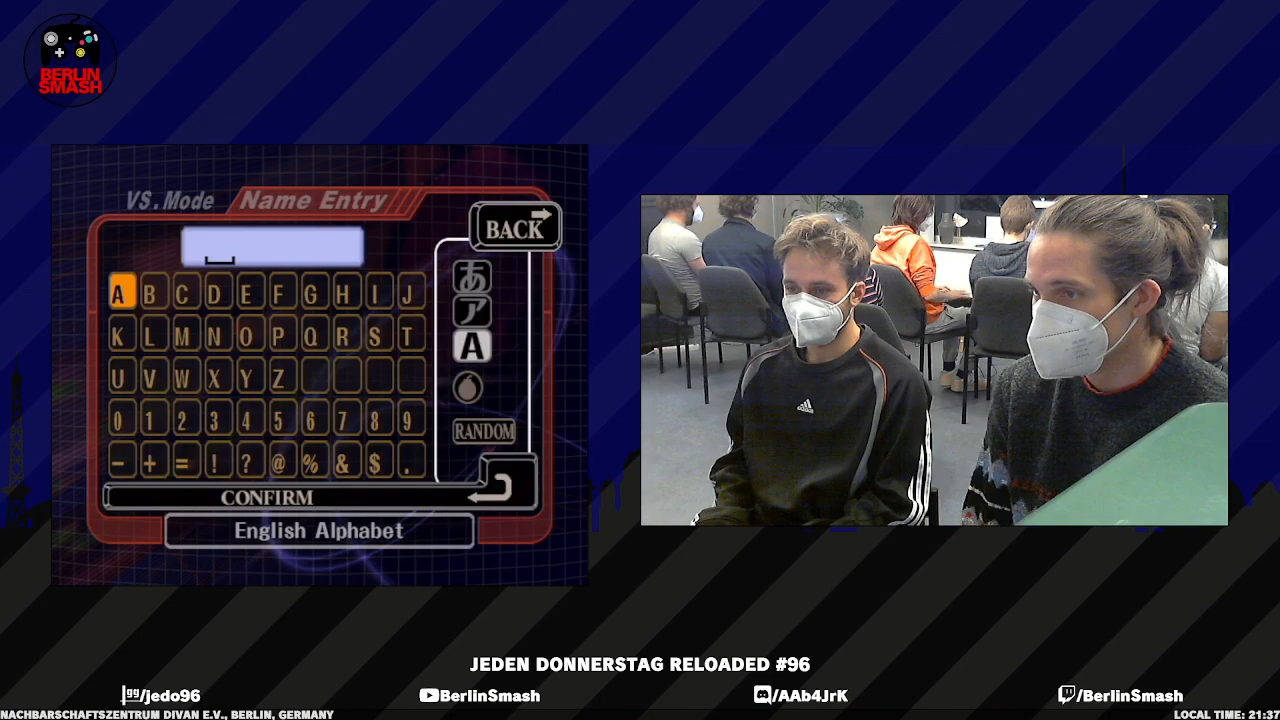 BERLIN
SMASH
VS.Mode Name Entry
BACK
A B C D E F G H I J
K L M N O P Q R S T
U V W X Y Z
0 1 2 3 4 5 6 7 8 9
- + = ! ? @ % & $ .
あ
ア
A
RANDOM
CONFIRM
English Alphabet
adidas
JEDEN DONNERSTAG RELOADED #96
gg/jedo96
BerlinSmash
/AAb4JrK
/BerlinSmash
NACHBARSCHAFTSZENTRUM DIVAN E.V., BERLIN, GERMANY
LOCAL TIME: 21:37